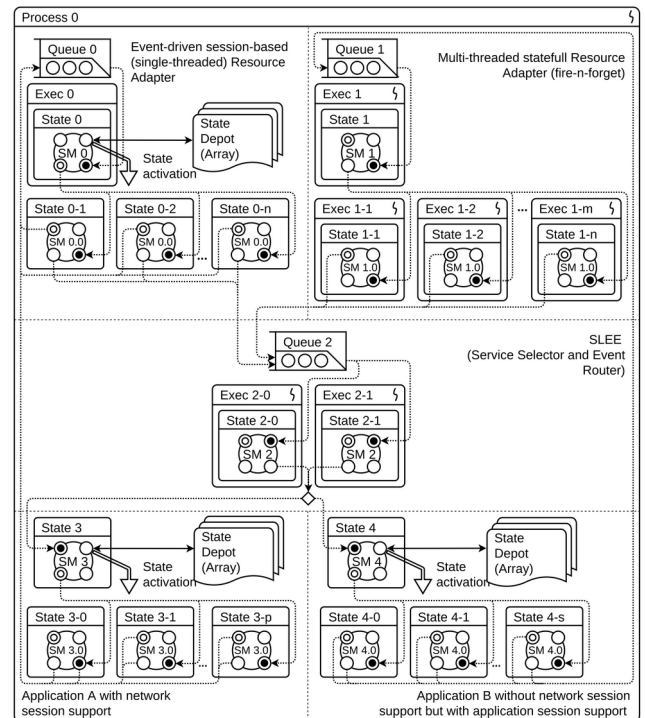 Process 0
Queue 0
Event-driven session-based
(single-threaded) Resource
Adapter
Exec 0
State 0
SM 0
State
Depot
(Array)
State
activation
State 0-1
SM 0.0
State 0-2
SM 0.0
...
State 0-n
SM 0.0
Queue 1
Multi-threaded statefull Resource
Adapter (fire-n-forget)
Exec 1
State 1
SM 1
Exec 1-1
State 1-1
SM 1.0
Exec 1-2
State 1-2
SM 1.0
...
Exec 1-m
State 1-n
SM 1.0
Queue 2
SLEE
(Service Selector and Event
Router)
Exec 2-0
State 2-0
SM 2
Exec 2-1
State 2-1
SM 2
State 3
SM 3
State
Depot
(Array)
State
activation
State 3-0
SM 3.0
State 3-1
SM 3.0
...
State 3-p
SM 3.0
Application A with network
session support
State 4
SM 4
State
Depot
(Array)
State
activation
State 4-0
SM 4.0
State 4-1
SM 4.0
...
State 4-s
SM 4.0
Application B without network session
support but with application session support